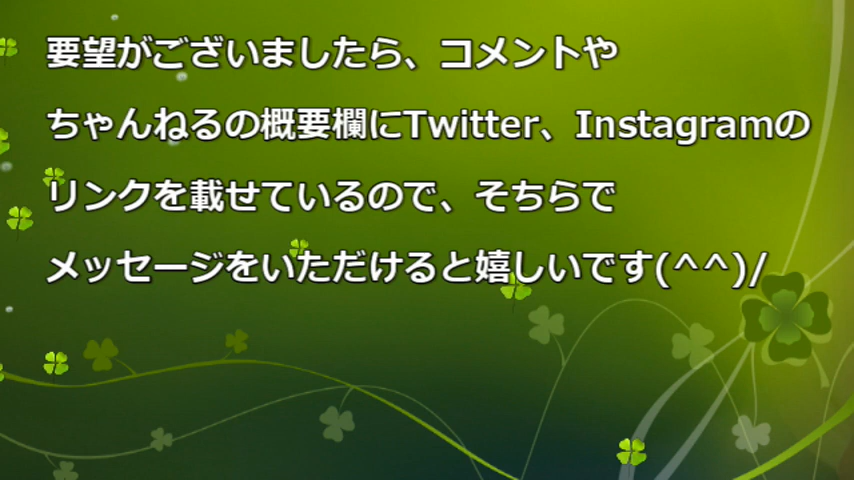 要望がございましたら、コメントや
ちゃんねるの概要欄にTwitter、Instagramの
リンクを載せているので、そちらで
メッセージをいただけると嬉しいです(^^)/